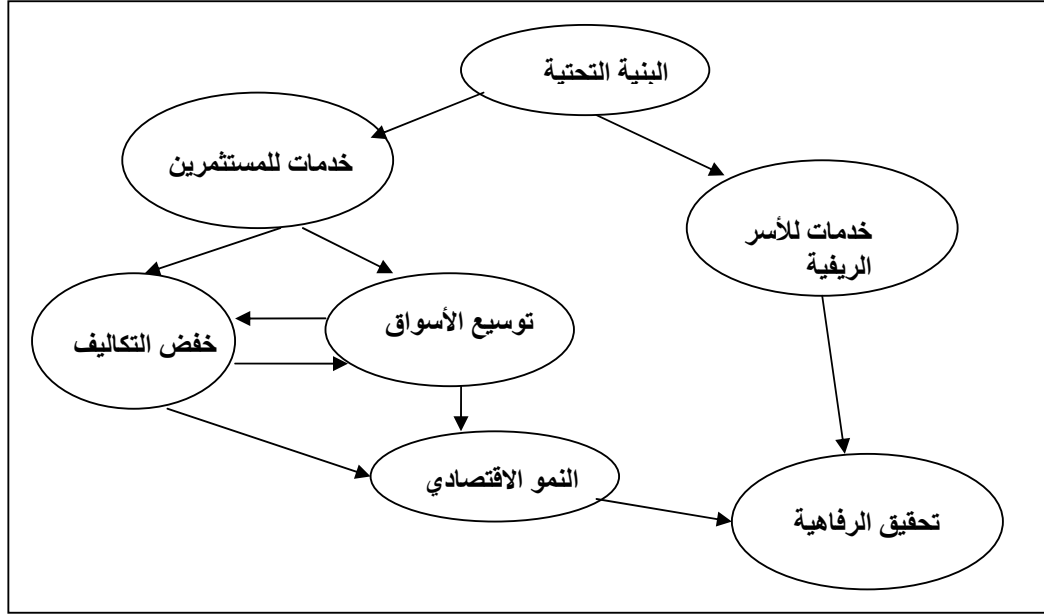 البنية التحتية
خدمات للمستثمرين
خدمات للأسر
الريفية
توسيع الأسواق
خفض التكاليف
النمو الاقتصادي
تحقيق الرفاهية